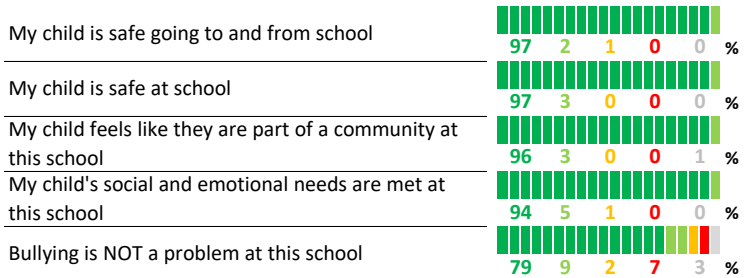 My child is safe going to and from school
97 2 1 0 0 %
My child is safe at school
97 3 0 0 0 %
My child feels like they are part of a community at
this school
96 3 0 0 1 %
My child's social and emotional needs are met at
this school
94 5 1 0 0 %
Bullying is NOT a problem at this school
79 9 2 7 3 %